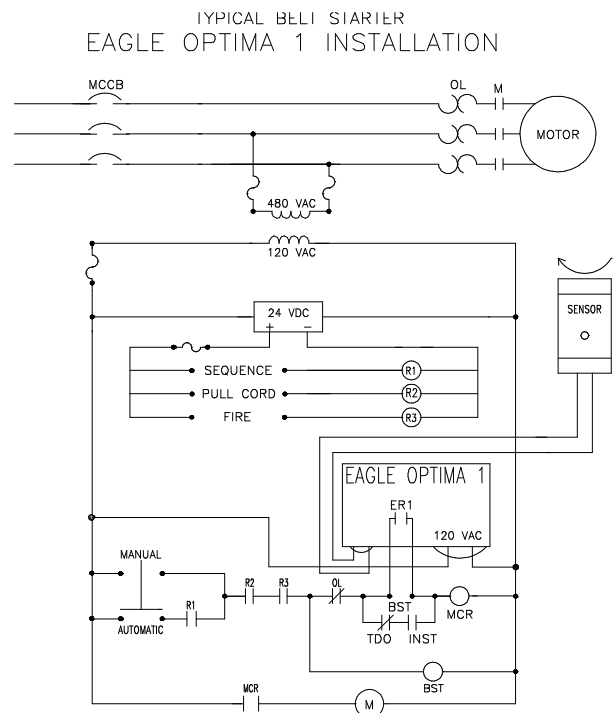 TYPICAL BELT STARTER
EAGLE OPTIMA 1 INSTALLATION
MCCB
OL
M
MOTOR
480 VAC
120 VAC
24 VDC
+ −
SENSOR
SEQUENCE
R1
PULL CORD
R2
FIRE
R3
EAGLE OPTIMA 1
ER1
120 VAC
MANUAL
R2
R3
OL
R1
BST
MCR
AUTOMATIC
TDO
INST
BST
MCR
M